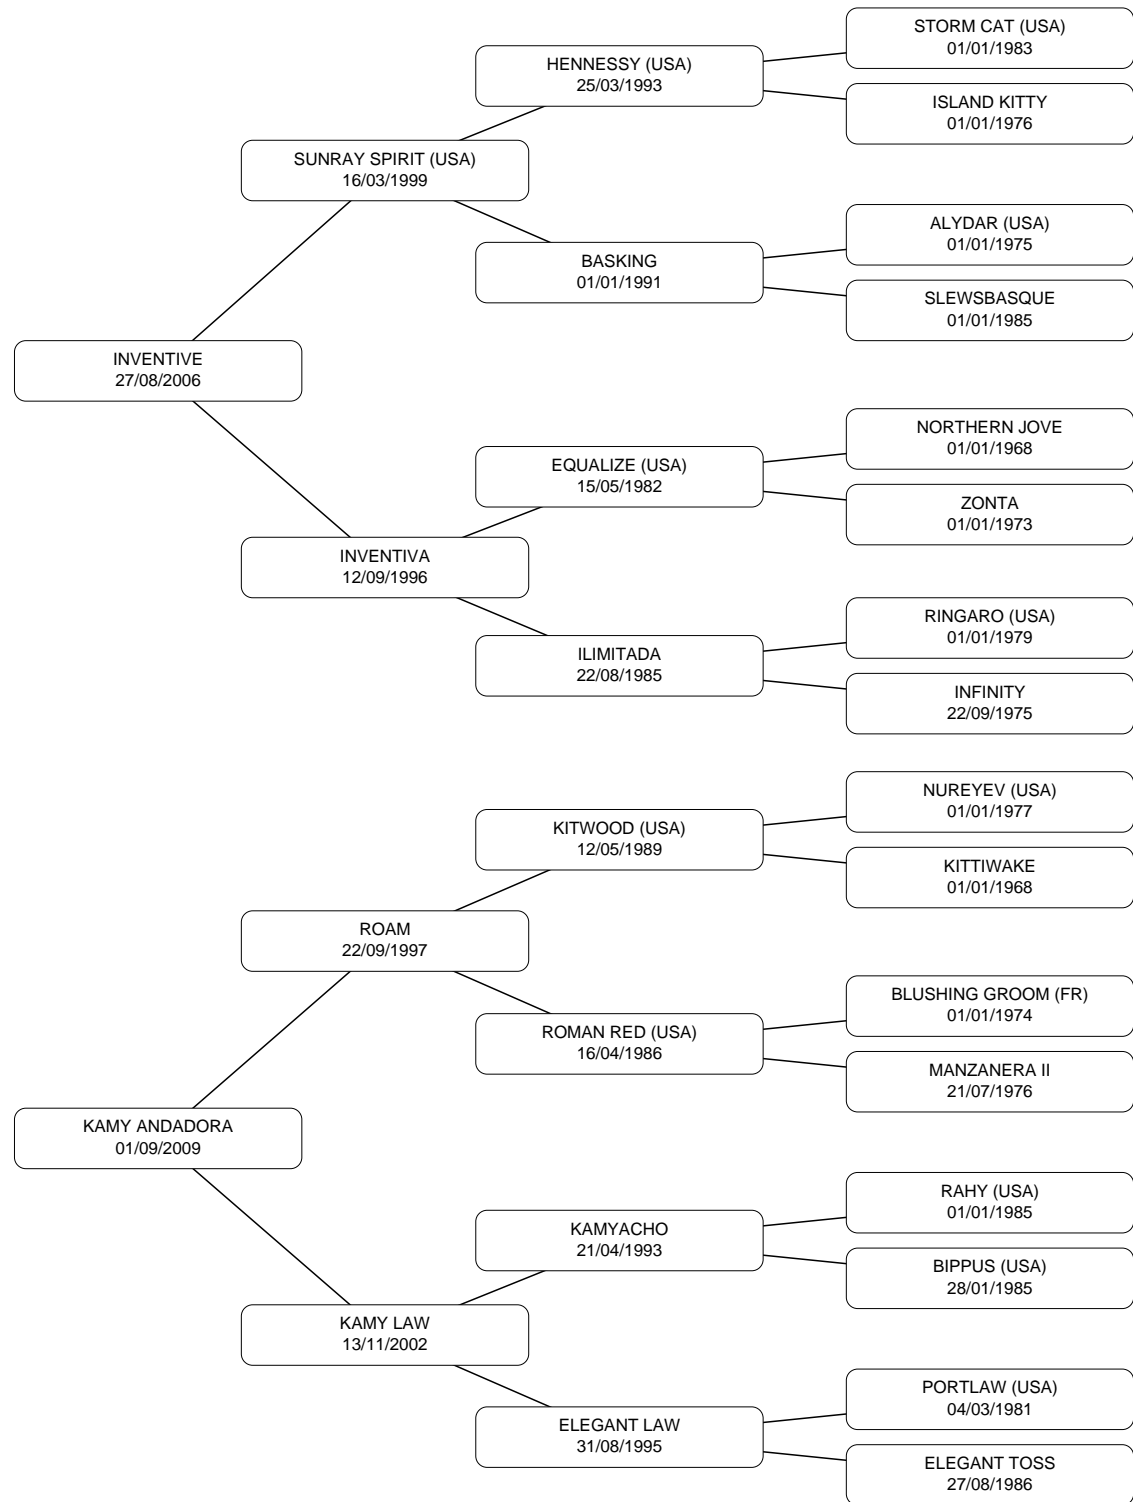 STORM CAT (USA)
01/01/1983
HENNESSY (USA)
25/03/1993
ISLAND KITTY
01/01/1976
SUNRAY SPIRIT (USA)
16/03/1999
ALYDAR (USA)
01/01/1975
BASKING
01/01/1991
SLEWSBASQUE
01/01/1985
INVENTIVE
27/08/2006
NORTHERN JOVE
01/01/1968
EQUALIZE (USA)
15/05/1982
ZONTA
01/01/1973
INVENTIVA
12/09/1996
RINGARO (USA)
01/01/1979
ILIMITADA
22/08/1985
INFINITY
22/09/1975
NUREYEV (USA)
01/01/1977
KITWOOD (USA)
12/05/1989
KITTIWAKE
01/01/1968
ROAM
22/09/1997
BLUSHING GROOM (FR)
01/01/1974
ROMAN RED (USA)
16/04/1986
MANZANERA II
21/07/1976
KAMY ANDADORA
01/09/2009
RAHY (USA)
01/01/1985
KAMYACHO
21/04/1993
BIPPUS (USA)
28/01/1985
KAMY LAW
13/11/2002
PORTLAW (USA)
04/03/1981
ELEGANT LAW
31/08/1995
ELEGANT TOSS
27/08/1986